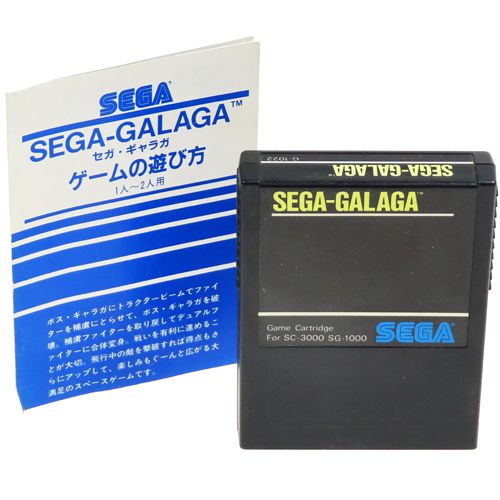 SEGA®
SEGA-GALAGA™
セガ・ギャラガ
ゲームの遊び方
1人〜2人用
ボス・ギャラガにトラクタービームでファイ
ターを捕虜にとらせて、ボス・ギャラガを破
壊。捕虜ファイターを取り戻してデュアルフ
ァイターに合体変身。戦いを有利に進めるこ
とが大切。飛行中の敵を撃破すれば得点もさ
らにアップして、楽しみもぐーんと広がる大
満足のスペースゲームです。
G-1022
SEGA-GALAGA™
SEGA-GALAGA™
Game Cartridge
For SC-3000 SG-1000
SEGA®